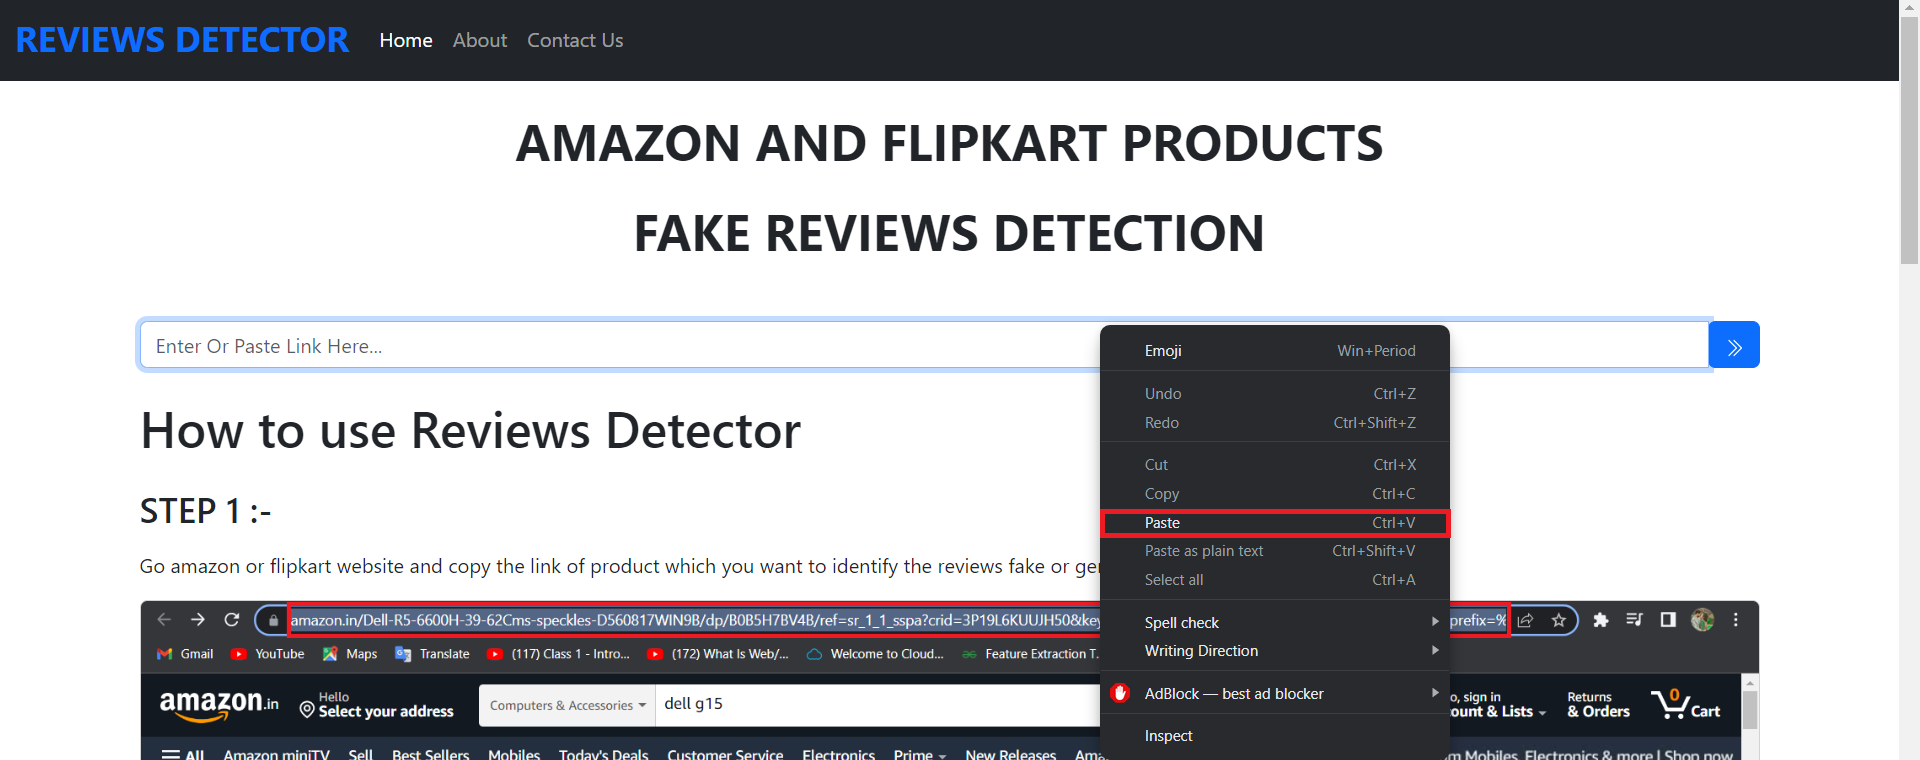 REVIEWS DETECTOR Home About Contact Us
AMAZON AND FLIPKART PRODUCTS
FAKE REVIEWS DETECTION
Enter Or Paste Link Here...
Emoji Win+Period
Undo Ctrl+Z
Redo Ctrl+Shift+Z
Cut Ctrl+X
Copy Ctrl+C
Paste Ctrl+V
Paste as plain text Ctrl+Shift+V
Select all Ctrl+A
Spell check
Writing Direction
AdBlock — best ad blocker
Inspect
How to use Reviews Detector
STEP 1 :-
Go amazon or flipkart website and copy the link of product which you want to identify the reviews fake or
amazon.in/Dell-R5-6600H-39-62Cms-speckles-D560817WIN9B/dp/B0B5H7BV4B/ref=sr_1_1_sspa?crid=3P19L6KUUJH50&key prefix=%
Gmail YouTube Maps Translate (117) Class 1 - Intro... (172) What Is Web/... Welcome to Cloud... Feature Extraction T.
amazon.in Hello
Select your address
Computers & Accessories dell g15
o, sign in
ount & Lists
Returns
& Orders
0
Cart
All Amazon miniTV Sell Best Sellers Mobiles Today's Deals Customer Service Electronics Prime New Releases Ama m Mobiles, Electronics & more | Shop now